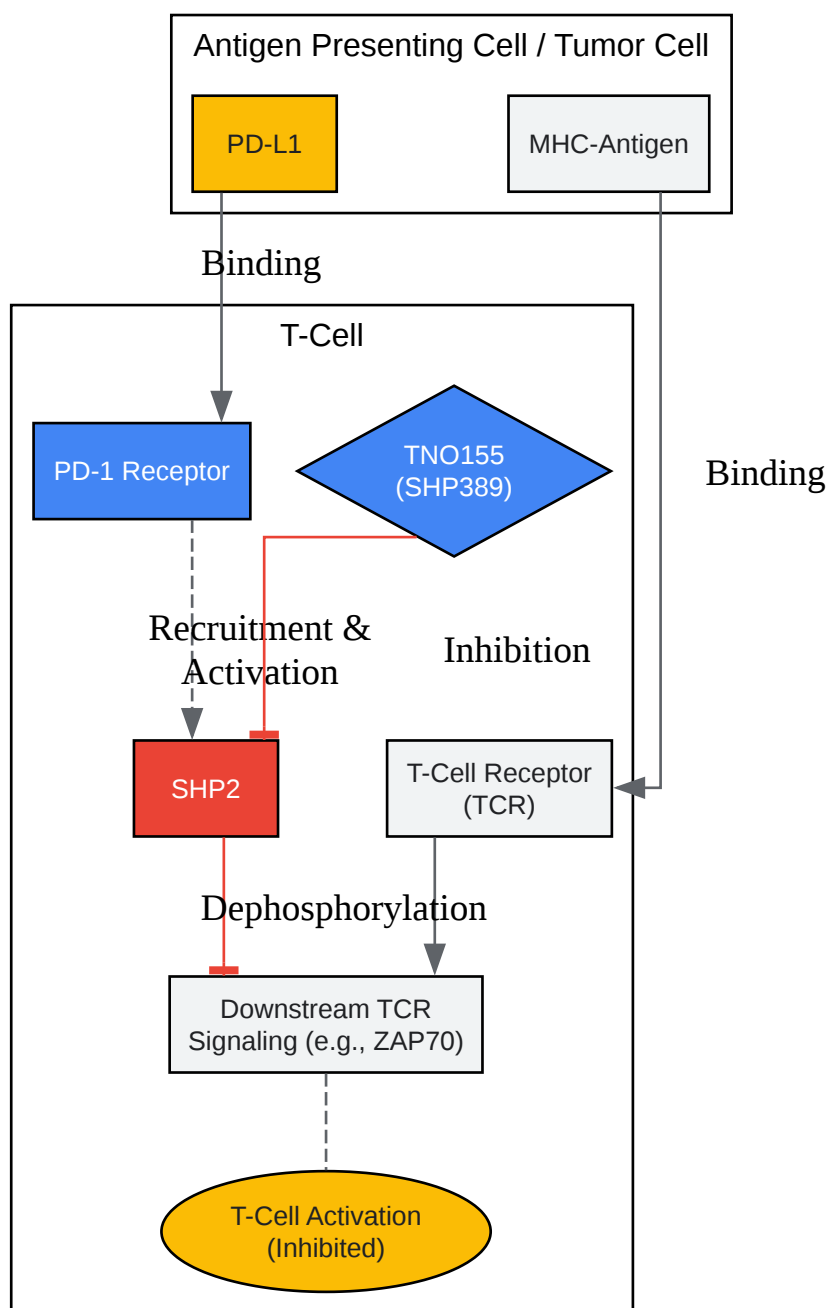 Antigen Presenting Cell / Tumor Cell
PD-L1
MHC-Antigen
Binding
T-Cell
PD-1 Receptor
TNO155
(SHP389)
Binding
Recruitment &
Activation
Inhibition
SHP2
T-Cell Receptor
(TCR)
Dephosphorylation
Downstream TCR
Signaling (e.g., ZAP70)
T-Cell Activation
(Inhibited)